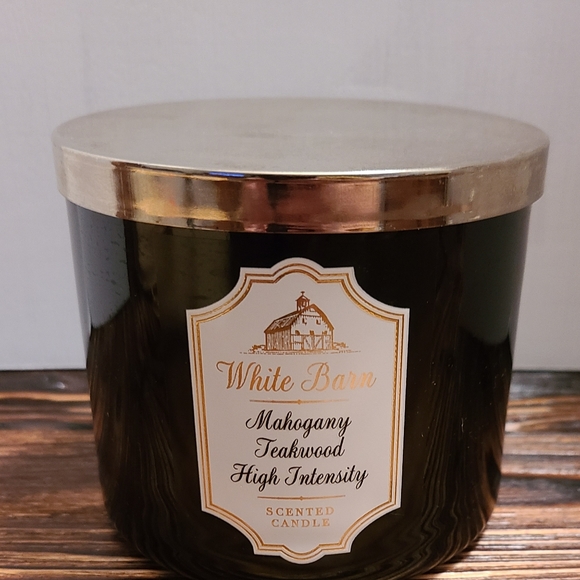 White Barn
Mahogany
Teakwood
High Intensity
SCENTED
CANDLE